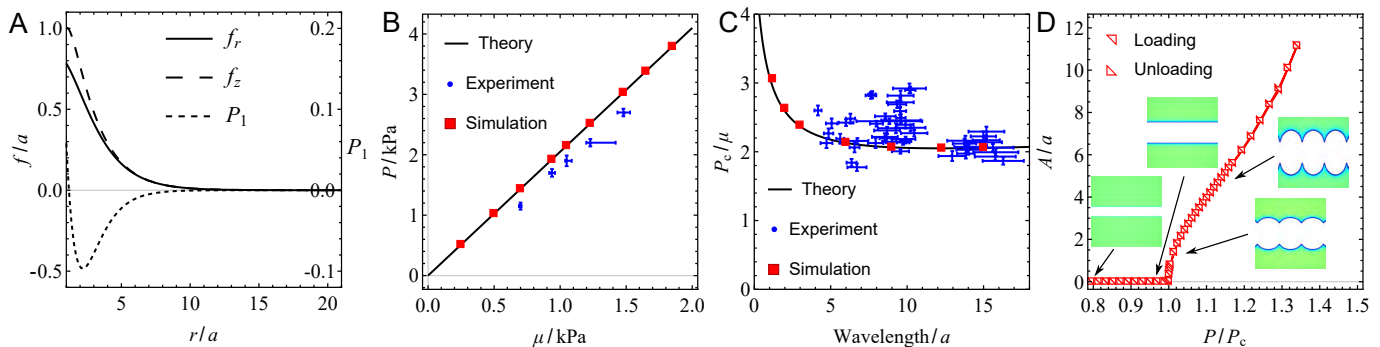 A
f/a
1.0
0.5
0.0
-0.5
f_r
f_z
P_1
0.2
0.1
0.0
-0.1
P_1
5
10
15
20
r/a
B
P/kPa
4
3
2
1
0
Theory
Experiment
Simulation
0.0
0.5
1.0
1.5
2.0
μ/kPa
C
P_c/μ
4
3
2
1
0
Theory
Experiment
Simulation
0
5
10
15
Wavelength/a
D
A/a
12
10
8
6
4
2
0
Loading
Unloading
0.8
0.9
1.0
1.1
1.2
1.3
1.4
1.5
P/P_c